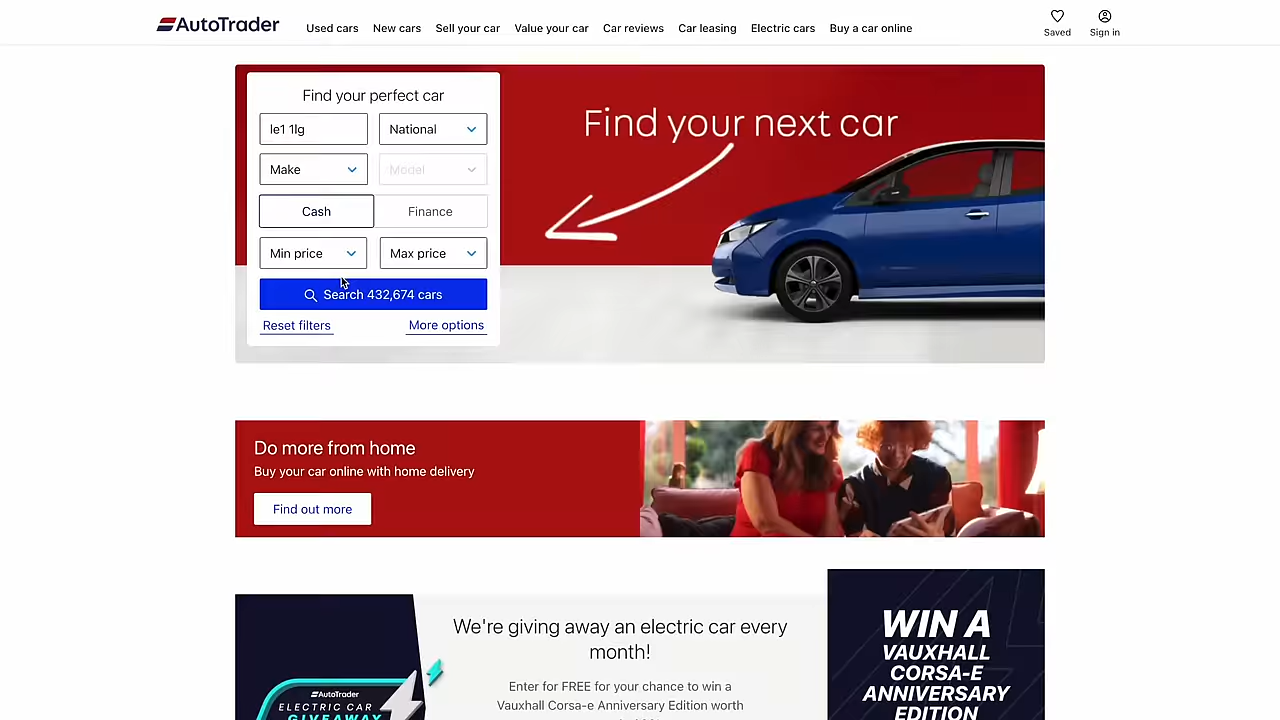 AutoTrader
Used cars New cars Sell your car Value your car Car reviews Car leasing Electric cars Buy a car online
Saved Sign in
Find your perfect car
le1 1lg National
Make Model
Cash Finance
Min price Max price
Search 432,674 cars
Reset filters More options
Find your next car
Do more from home
Buy your car online with home delivery
Find out more
AutoTrader
ELECTRIC CAR
GIVEAWAY
We're giving away an electric car every
month!
Enter for FREE for your chance to win a
Vauxhall Corsa-e Anniversary Edition worth
WIN A
VAUXHALL
CORSA-E
ANNIVERSARY
EDITION